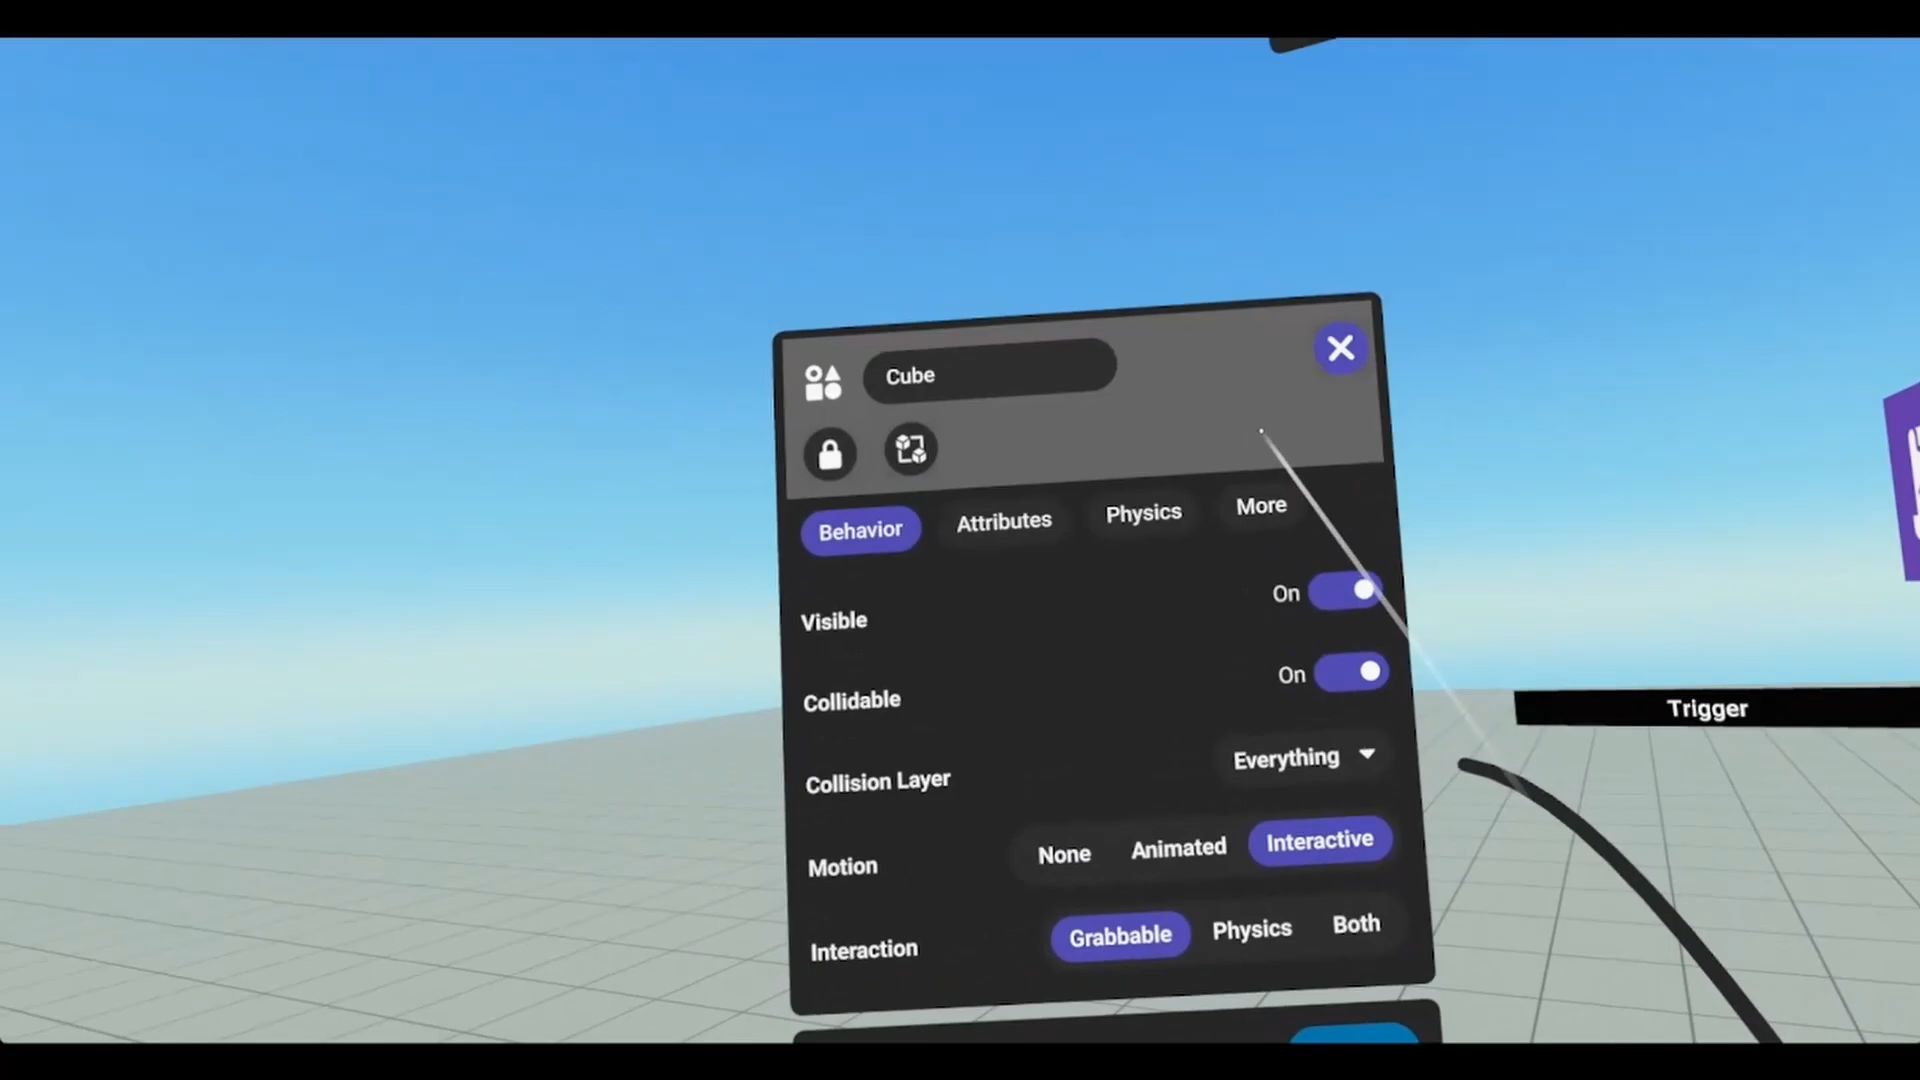 Cube
Behavior Attributes Physics More
Visible On
Collidable On
Collision Layer Everything
Motion None Animated Interactive
Interaction Grabbable Physics Both
Trigger